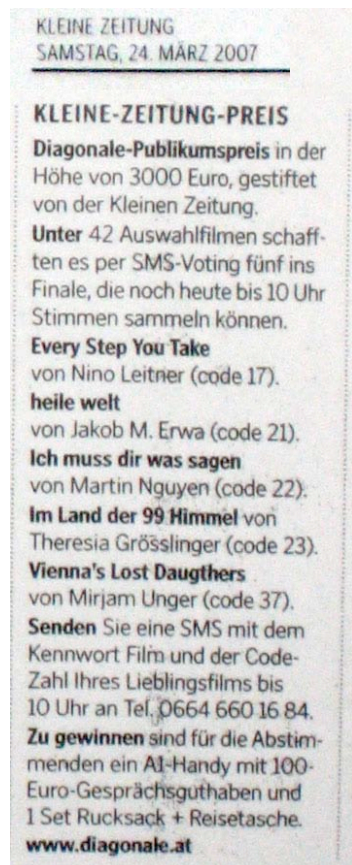 KLEINE ZEITUNG
SAMSTAG, 24. MÄRZ 2007
KLEINE-ZEITUNG-PREIS
Diagonale-Publikumspreis in der
Höhe von 3000 Euro, gestiftet
von der Kleinen Zeitung.
Unter 42 Auswahlfilmen schaff-
ten es per SMS-Voting fünf ins
Finale, die noch heute bis 10 Uhr
Stimmen sammeln können.
Every Step You Take
von Nino Leitner (code 17).
heile welt
von Jakob M. Erwa (code 21).
Ich muss dir was sagen
von Martin Nguyen (code 22).
Im Land der 99 Himmel von
Theresia Grösslinger (code 23).
Vienna's Lost Daugthers
von Mirjam Unger (code 37).
Senden Sie eine SMS mit dem
Kennwort Film und der Code-
Zahl Ihres Lieblingsfilms bis
10 Uhr an Tel. 0664 660 16 84.
Zu gewinnen sind für die Abstim-
menden ein A1-Handy mit 100-
Euro-Gesprächsguthaben und
1 Set Rucksack + Reisetasche.
www.diagonale.at